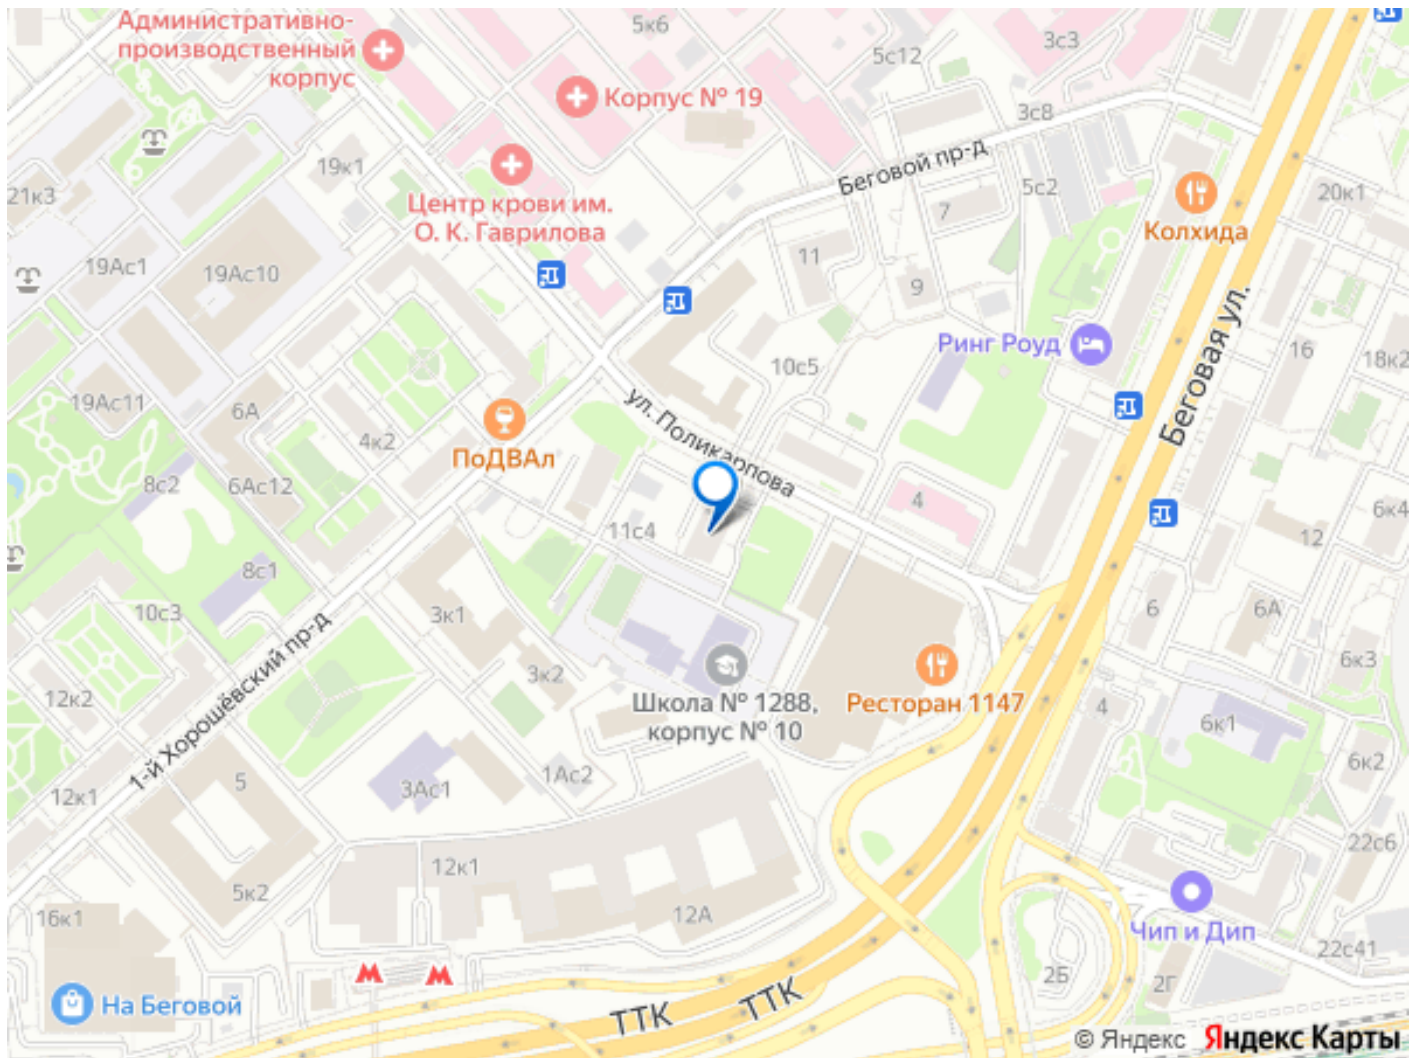 Административно-
производственный
корпус
5к6
5с12
3с3
Корпус № 19
3с8
19к1
Беговой пр-д
21к3
5с2
20к1
7
Центр крови им.
О. К. Гаврилова
Колхида
11
19Ас1
19Ас10
9
Беговая ул.
Ринг Роуд
16
18к2
10с5
19Ас11
6А
ул. Поликарпова
4к2
ПоДВАл
8с2
6Ас12
4
6к4
11с4
12
8с1
10с3
3к1
6
6А
1-й Хорошёвский пр-д
3к2
6к3
12к2
Школа № 1288,
корпус № 10
Ресторан 1147
4
6к1
5
1Ас2
6к2
12к1
3Ас1
22с6
12к1
5к2
12А
16к1
Чип и Дип
22с41
2Б
2Г
На Беговой
ТТК
ТТК
© Яндекс Яндекс Карты